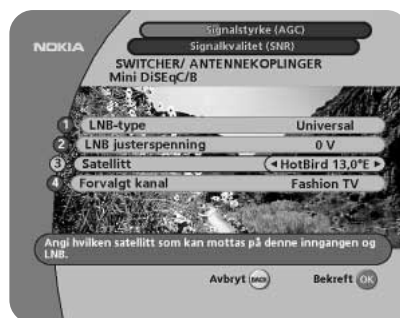 Signalstyrke (AGC)
NOKIA
Signalkvalitet (SNR)
SWITCHER/ ANTENNEKOPLINGER
Mini DiSEqC/B
1 LNB-type Universal
2 LNB justerspenning 0 V
3 Satellitt HotBird 13,0°E
4 Forvalgt kanal Fashion TV
Angi hvilken satellitt som kan mottas på denne inngangen og
LNB.
Avbryt BACK Bekreft OK